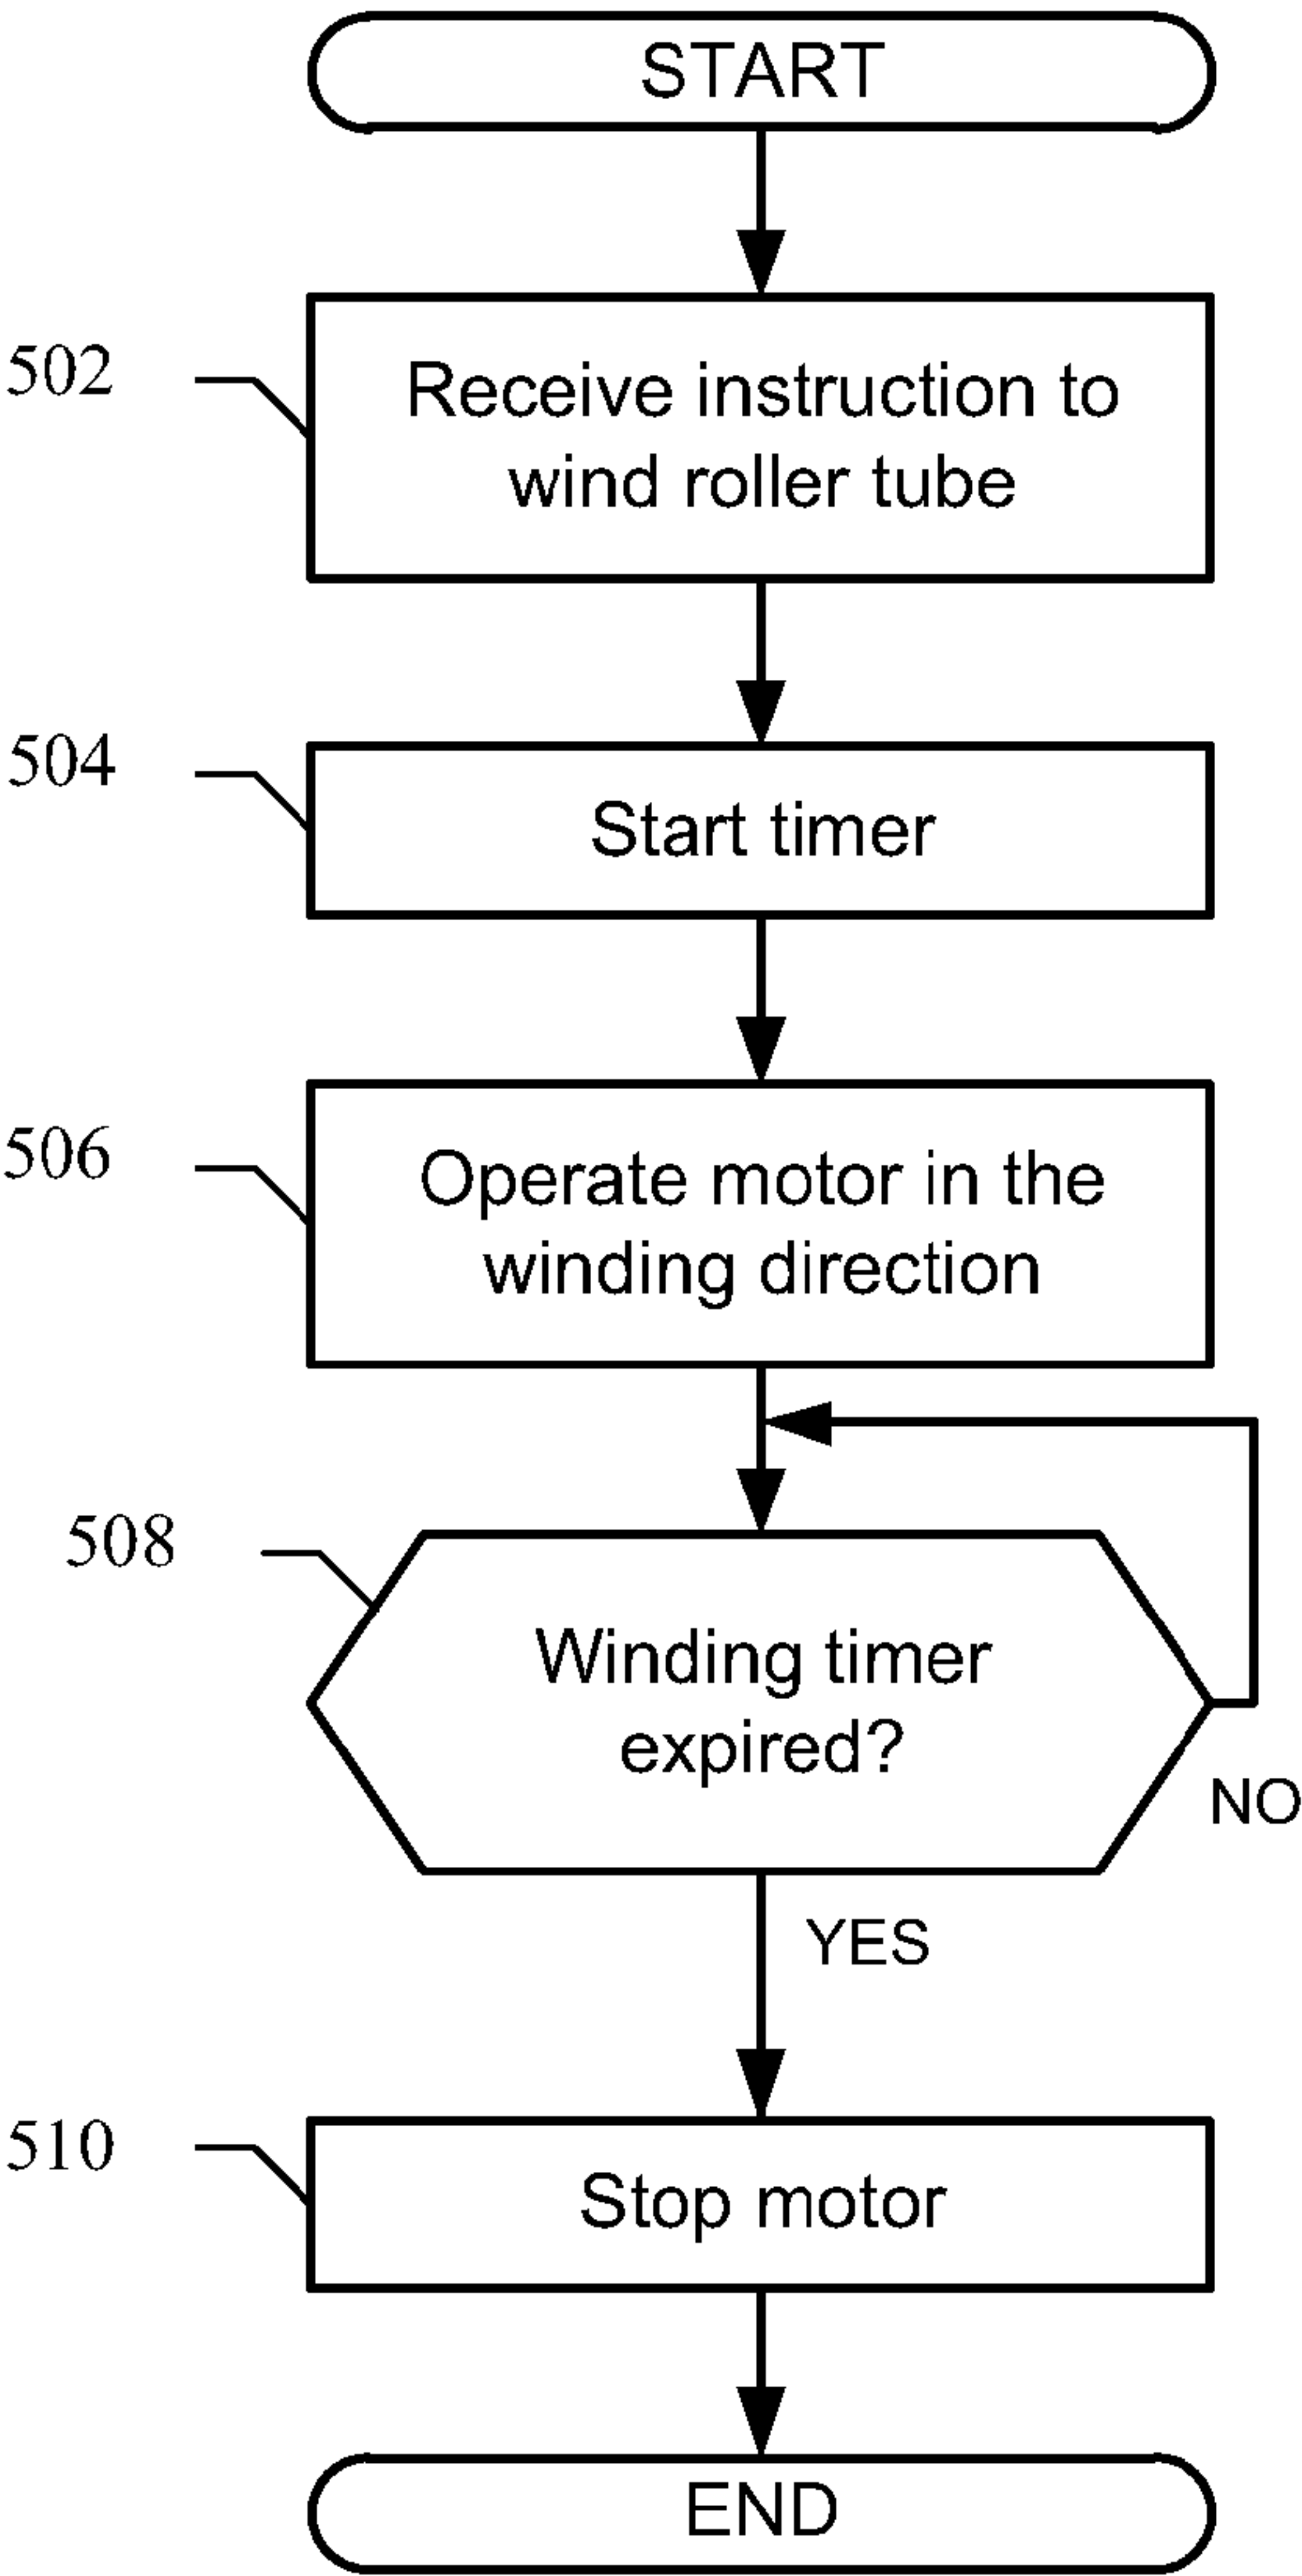 START
502
Receive instruction to
wind roller tube
504
Start timer
506
Operate motor in the
winding direction
508
Winding timer
expired?
NO
YES
510
Stop motor
END